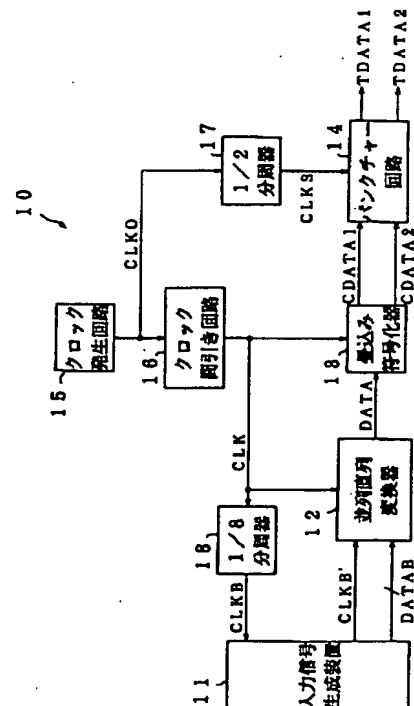 10
15
クロック
発生回路
CLKO
16
クロック
間引き回路
17
1/2
分周器
CLK
CLKS
18
1/8
分周器
CLKB
11
入力信号
生成装置
CLKB'
DATAB
12
並列直列
変換器
DATA
18
畳込み
符号化器
CDATA1
CDATA2
14
パンクチャー
回路
TDATA1
TDATA2